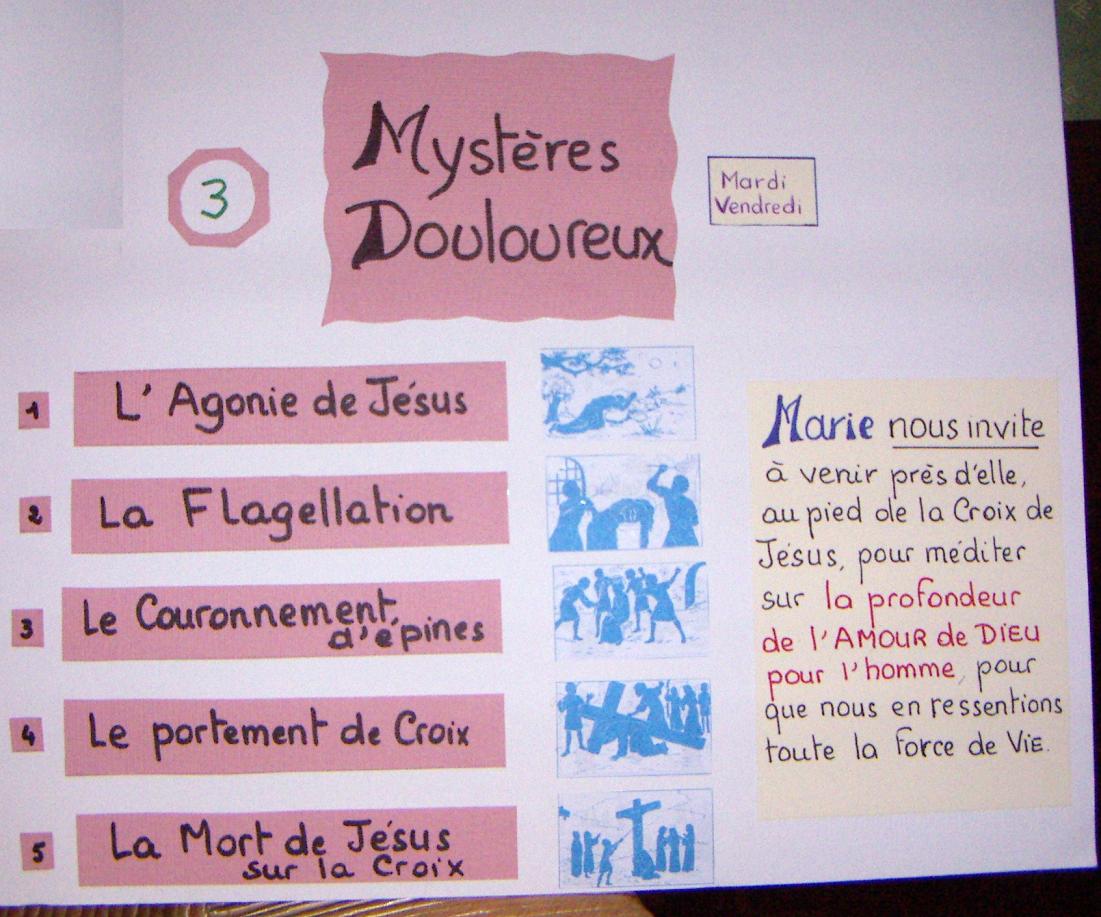 3
Mystères
Douloureux
Mardi
Vendredi
1
L'Agonie de Jésus
2
La Flagellation
3
Le Couronnement
d'épines
4
Le portement de Croix
5
La Mort de Jésus
sur la Croix
Marie nous invite
à venir près d'elle,
au pied de la Croix de
Jésus, pour méditer
sur la profondeur
de l'AMOUR de DIEU
pour l'homme, pour
que nous en ressentions
toute la Force de VIE.